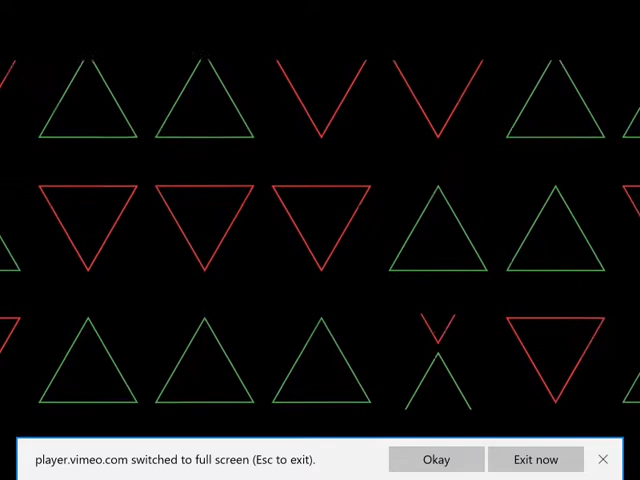 player.vimeo.com switched to full screen (Esc to exit).
Okay
Exit now